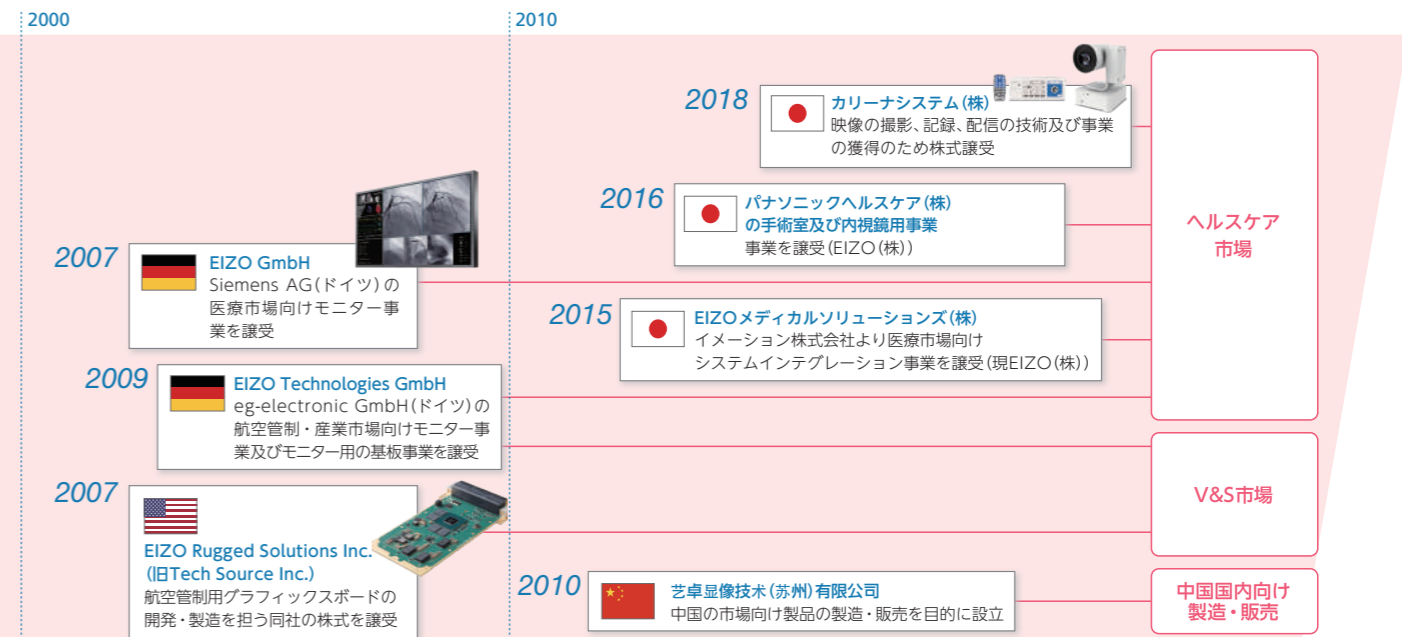 2000
2010
2018
カリーナシステム(株)
映像の撮影、記録、配信の技術及び事業
の獲得のため株式譲受
2016
パナソニックヘルスケア(株)
の手術室及び内視鏡用事業
事業を譲受(EIZO(株))
ヘルスケア
市場
2007
EIZO GmbH
Siemens AG(ドイツ)の
医療市場向けモニター事
業を譲受
2015
EIZOメディカルソリューションズ(株)
イメーション株式会社より医療市場向け
システムインテグレーション事業を譲受(現EIZO(株))
2009
EIZO Technologies GmbH
eg-electronic GmbH(ドイツ)の
航空管制・産業市場向けモニター事
業及びモニター用の基板事業を譲受
V&S市場
2007
EIZO Rugged Solutions Inc.
(旧Tech Source Inc.)
航空管制用グラフィックスボードの
開発・製造を担う同社の株式を譲受
2010
艺卓显像技术(苏州)有限公司
中国の市場向け製品の製造・販売を目的に設立
中国国内向け
製造・販売